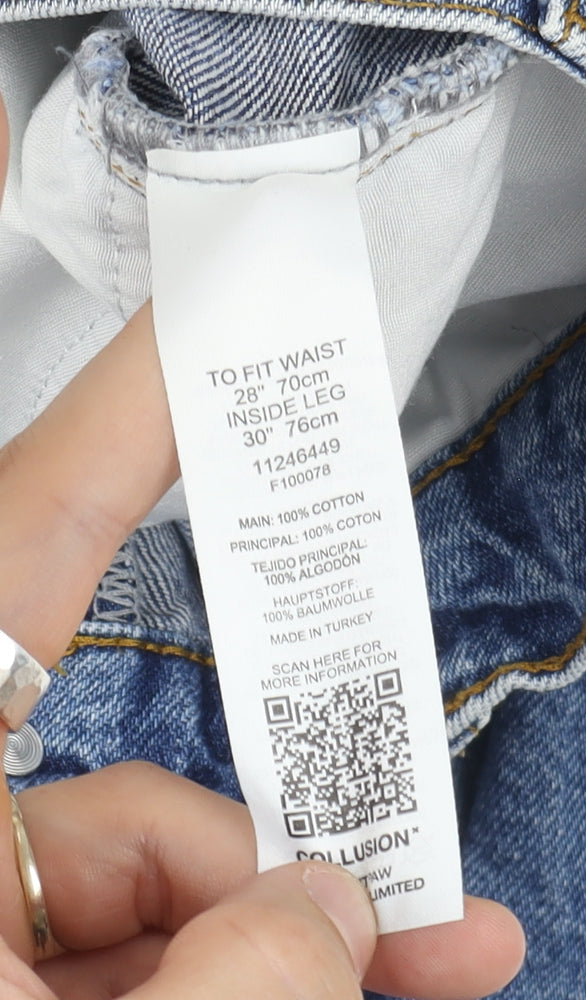 TO FIT WAIST
28" 70cm
INSIDE LEG
30" 76cm
11246449
F100078
MAIN: 100% COTTON
PRINCIPAL: 100% COTON
TEJIDO PRINCIPAL:
100% ALGODÓN
HAUPTSTOFF:
100% BAUMWOLLE
MADE IN TURKEY
SCAN HERE FOR
MORE INFORMATION
COLLUSION*
LIMITED